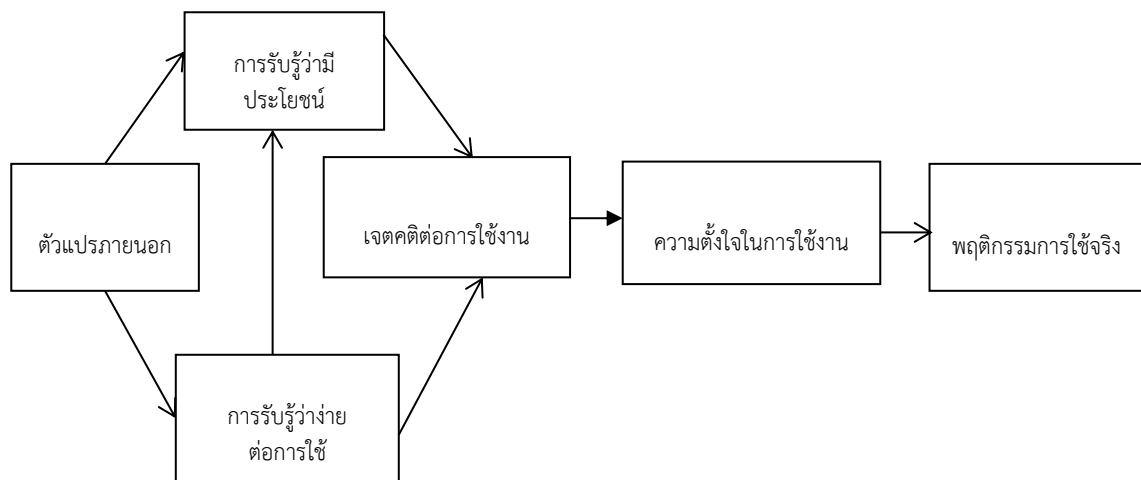 การรับรู้ว่ามี
ประโยชน์
ตัวแปรภายนอก
เจตคติต่อการใช้งาน
ความตั้งใจในการใช้งาน
พฤติกรรมการใช้จริง
การรับรู้ว่าง่าย
ต่อการใช้